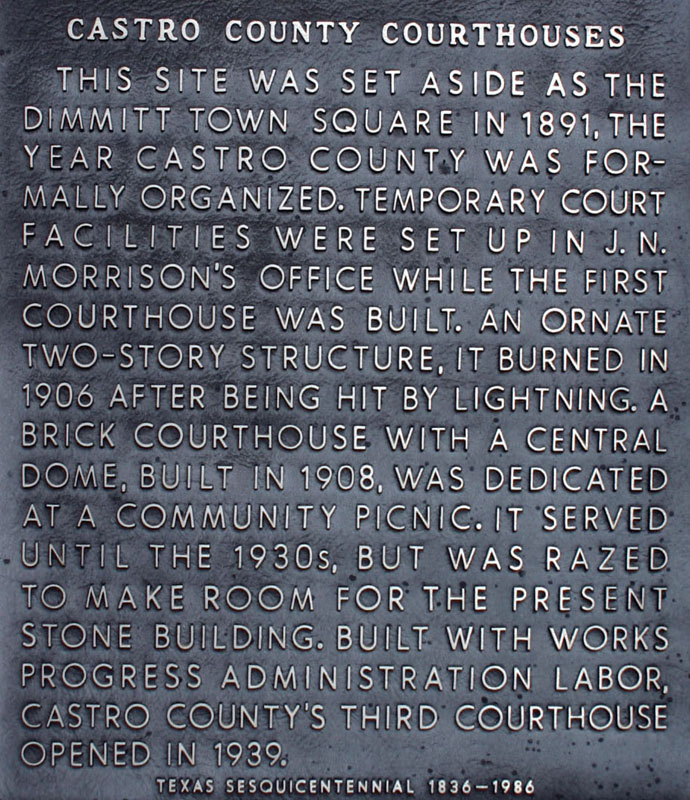 CASTRO COUNTY COURTHOUSES
THIS SITE WAS SET ASIDE AS THE
DIMMITT TOWN SQUARE IN 1891, THE
YEAR CASTRO COUNTY WAS FOR-
MALLY ORGANIZED. TEMPORARY COURT
FACILITIES WERE SET UP IN J. N.
MORRISON'S OFFICE WHILE THE FIRST
COURTHOUSE WAS BUILT. AN ORNATE
TWO-STORY STRUCTURE, IT BURNED IN
1906 AFTER BEING HIT BY LIGHTNING. A
BRICK COURTHOUSE WITH A CENTRAL
DOME, BUILT IN 1908, WAS DEDICATED
AT A COMMUNITY PICNIC. IT SERVED
UNTIL THE 1930s, BUT WAS RAZED
TO MAKE ROOM FOR THE PRESENT
STONE BUILDING. BUILT WITH WORKS
PROGRESS ADMINISTRATION LABOR,
CASTRO COUNTY'S THIRD COURTHOUSE
OPENED IN 1939.
TEXAS SESQUICENTENNIAL 1836-1986